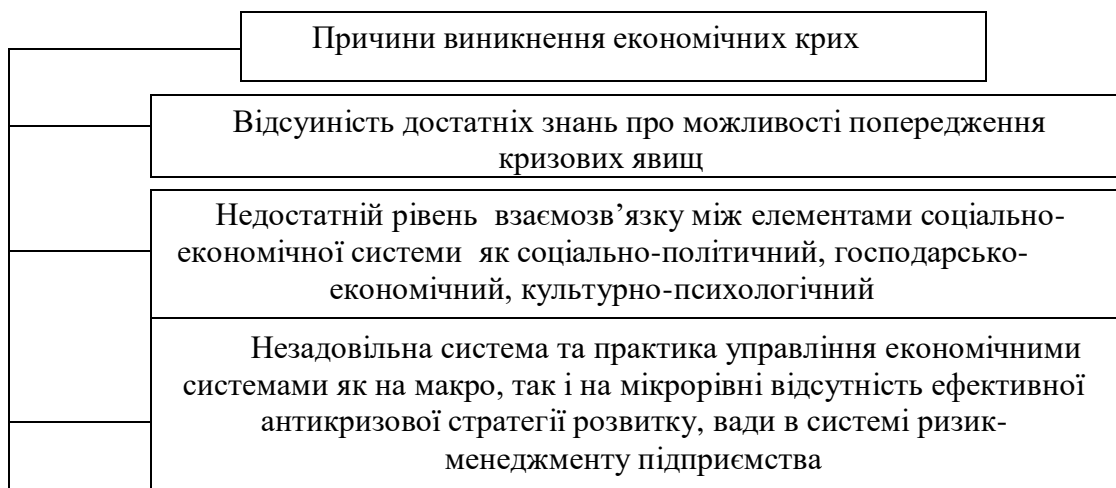 Причини виникнення економічних крих
Відсуиність достатніх знань про можливості попередження
кризових явищ
Недостатній рівень взаємозв’язку між елементами соціально-
економічної системи як соціально-політичний, господарсько-
економічний, культурно-психологічний
Незадовільна система та практика управління економічними
системами як на макро, так і на мікрорівні відсутність ефективної
антикризової стратегії розвитку, вади в системі ризик-
менеджменту підприємства